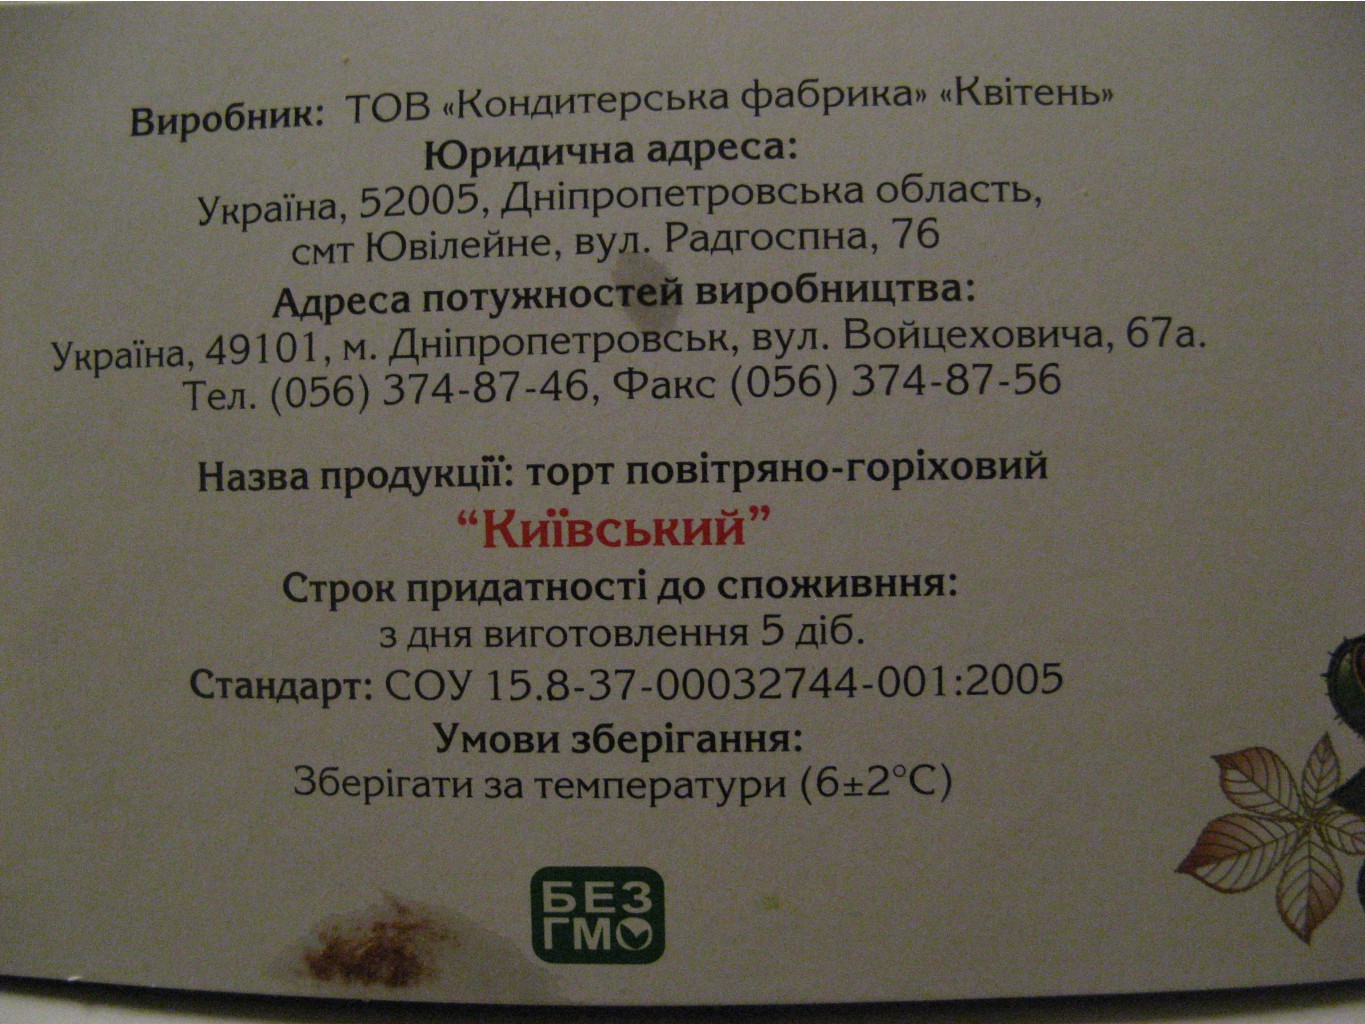 Виробник: ТОВ «Кондитерська фабрика» «Квітень»
Юридична адреса:
Україна, 52005, Дніпропетровська область,
смт Ювілейне, вул. Радгоспна, 76
Адреса потужностей виробництва:
Україна, 49101, м. Дніпропетровськ, вул. Войцеховича, 67а.
Тел. (056) 374-87-46, Факс (056) 374-87-56
Назва продукції: торт повітряно-горіховий
“Київський”
Строк придатності до споживння:
з дня виготовлення 5 діб.
Стандарт: СОУ 15.8-37-00032744-001:2005
Умови зберігання:
Зберігати за температури (6±2°С)
БЕЗ
ГМО